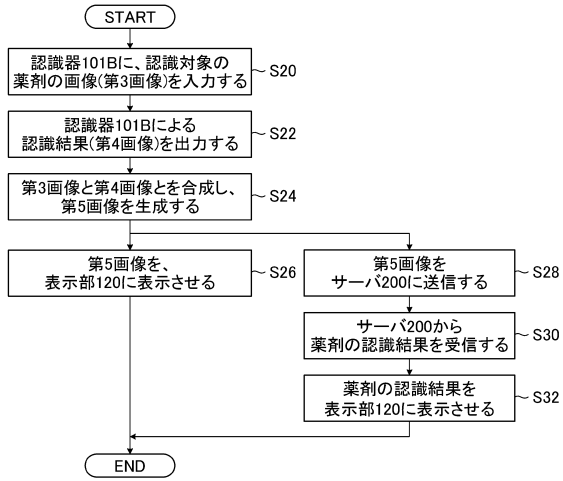 START
認識器101Bに、認識対象の
薬剤の画像(第3画像)を入力する
S20
認識器101Bによる
認識結果(第4画像)を出力する
S22
第3画像と第4画像とを合成し、
第5画像を生成する
S24
第5画像を、
表示部120に表示させる
S26
第5画像を
サーバ200に送信する
S28
サーバ200から
薬剤の認識結果を受信する
S30
薬剤の認識結果を
表示部120に表示させる
S32
END